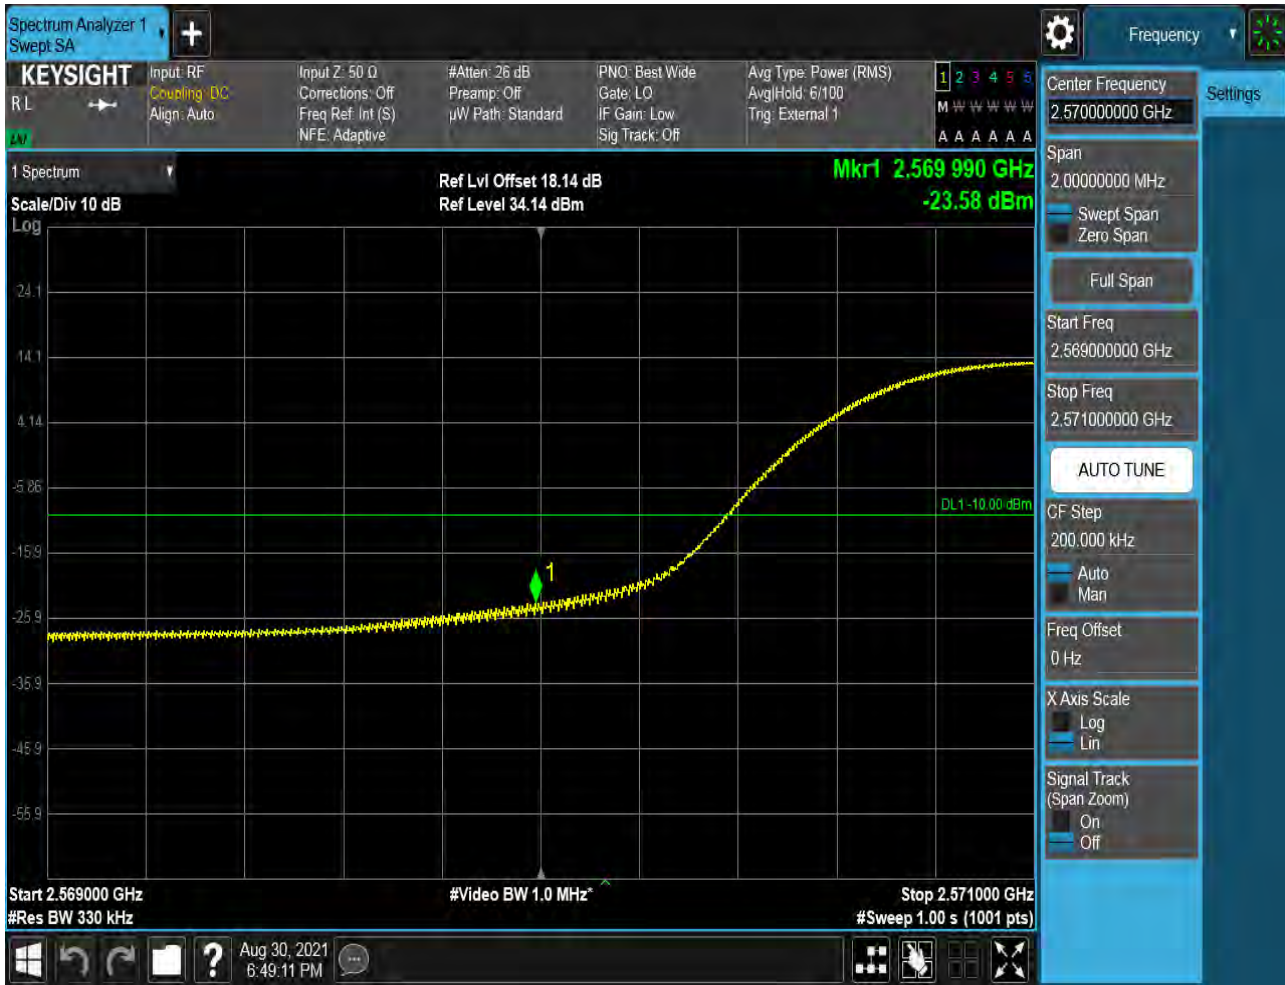 Spectrum Analyzer 1
Swept SA
Frequency
KEYSIGHT
R L
Input: RF
Coupling: DC
Align: Auto
Input Z: 50 Ω
Corrections: Off
Freq Ref: Int (S)
NFE: Adaptive
#Atten: 26 dB
Preamp: Off
µW Path: Standard
PNO: Best Wide
Gate: LO
IF Gain: Low
Sig Track: Off
Avg Type: Power (RMS)
Avg|Hold: 6/100
Trig: External 1
1 2 3 4 5 6
M W W W W W
A A A A A A
1 Spectrum
Scale/Div 10 dB
Log
Ref Lvl Offset 18.14 dB
Ref Level 34.14 dBm
Mkr1 2.569 990 GHz
-23.58 dBm
24.1
14.1
4.14
-5.86
-15.9
-25.9
-35.9
-45.9
-55.9
DL1 -10.00 dBm
1
Start 2.569000 GHz
#Res BW 330 kHz
#Video BW 1.0 MHz*
Stop 2.571000 GHz
#Sweep 1.00 s (1001 pts)
Aug 30, 2021
6:49:11 PM
Center Frequency
2.570000000 GHz
Settings
Span
2.00000000 MHz
Swept Span
Zero Span
Full Span
Start Freq
2.569000000 GHz
Stop Freq
2.571000000 GHz
AUTO TUNE
CF Step
200.000 kHz
Auto
Man
Freq Offset
0 Hz
X Axis Scale
Log
Lin
Signal Track
(Span Zoom)
On
Off